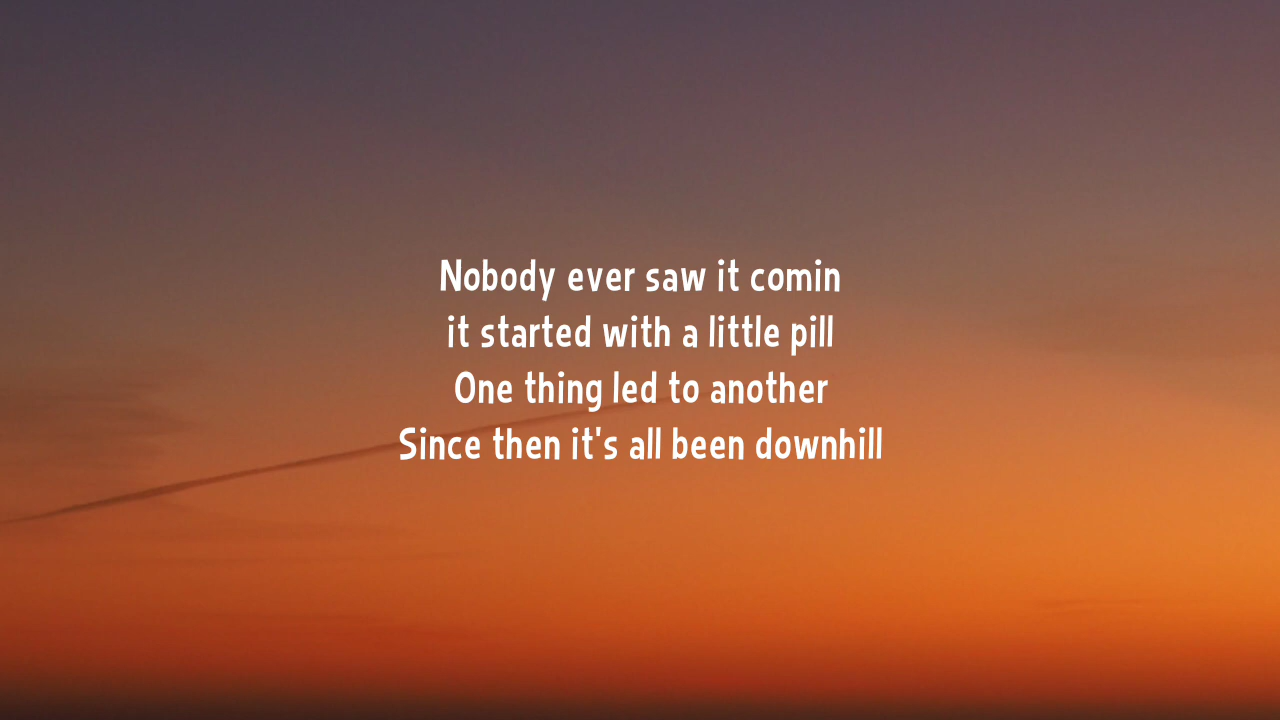 Nobody ever saw it comin
it started with a little pill
One thing led to another
Since then it's all been downhill